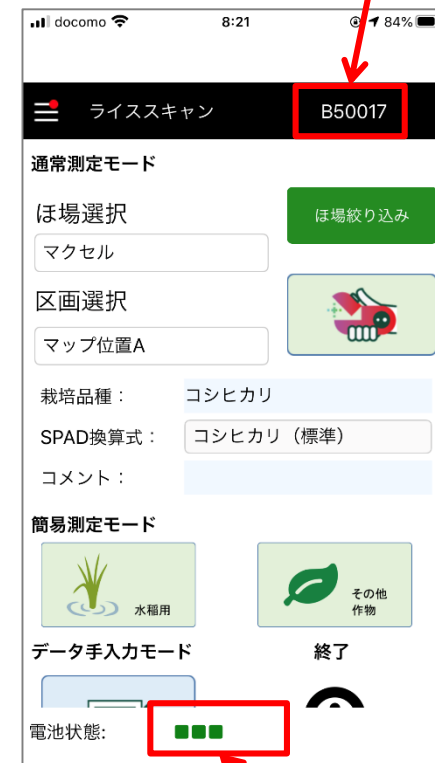 docomo 8:21 84%
ライススキャン B50017
通常測定モード
ほ場選択
ほ場絞り込み
マクセル
区画選択
マップ位置A
栽培品種： コシヒカリ
SPAD換算式： コシヒカリ（標準）
コメント：
簡易測定モード
水稲用
その他
作物
データ手入力モード 終了
電池状態: